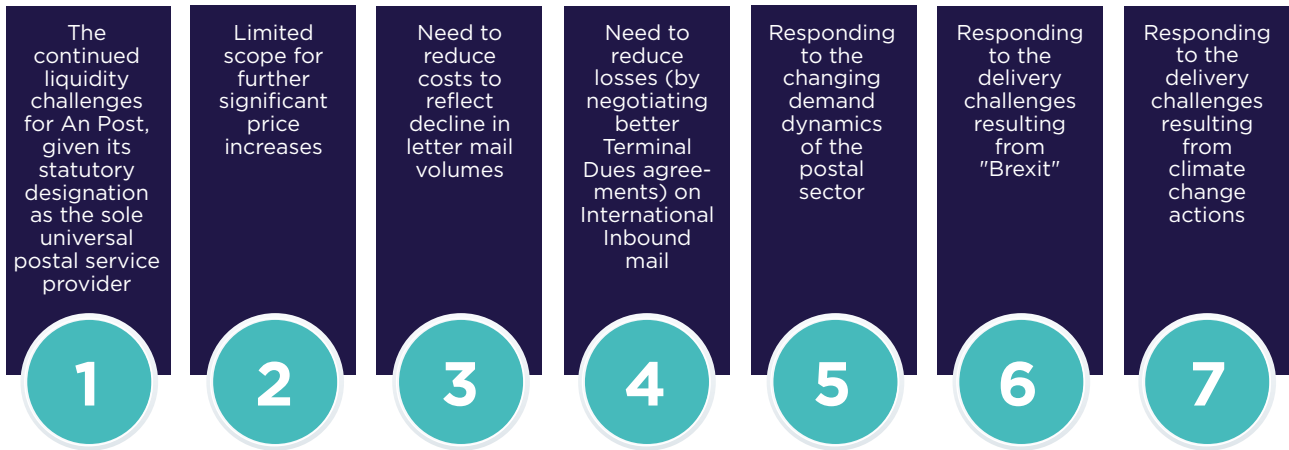 The
continued
liquidity
challenges
for An Post,
given its
statutory
designation
as the sole
universal
postal service
provider
1
Limited
scope for
further
significant
price
increases
2
Need to
reduce
costs to
reflect
decline in
letter mail
volumes
3
Need to
reduce
losses (by
negotiating
better
Terminal
Dues agree-
ments) on
International
Inbound
mail
4
Responding
to the
changing
demand
dynamics
of the
postal
sector
5
Responding
to the
delivery
challenges
resulting
from
"Brexit"
6
Responding
to the
delivery
challenges
resulting
from
climate
change
actions
7